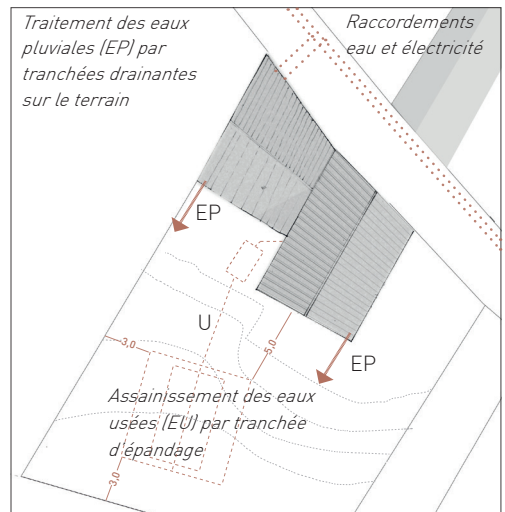 Traitement des eaux
pluviales (EP) par
tranchées drainantes
sur le terrain
Raccordements
eau et électricité
EP
U
EP
3,0
5,0
Assainissement des eaux
usées (EU) par tranchée
d'épandage
3,0